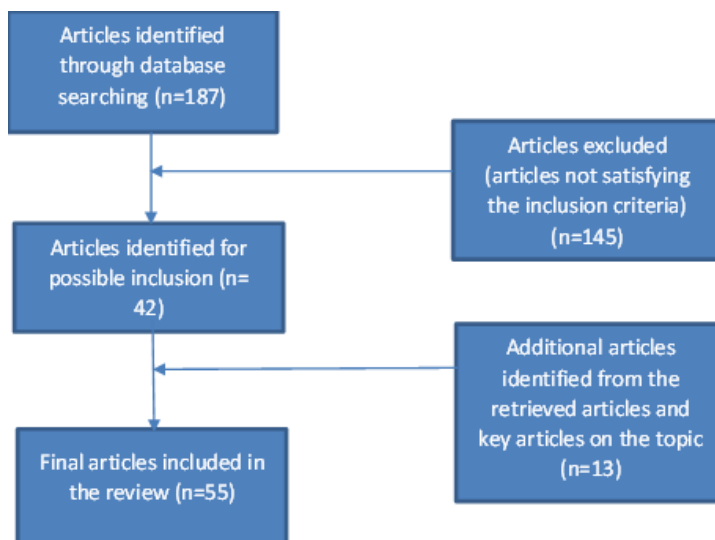 Articles identified
through database
searching (n=187)
Articles excluded
(articles not satisfying
the inclusion criteria)
(n=145)
Articles identified for
possible inclusion (n=
42)
Additional articles
identified from the
retrieved articles and
key articles on the topic
(n=13)
Final articles included in
the review (n=55)